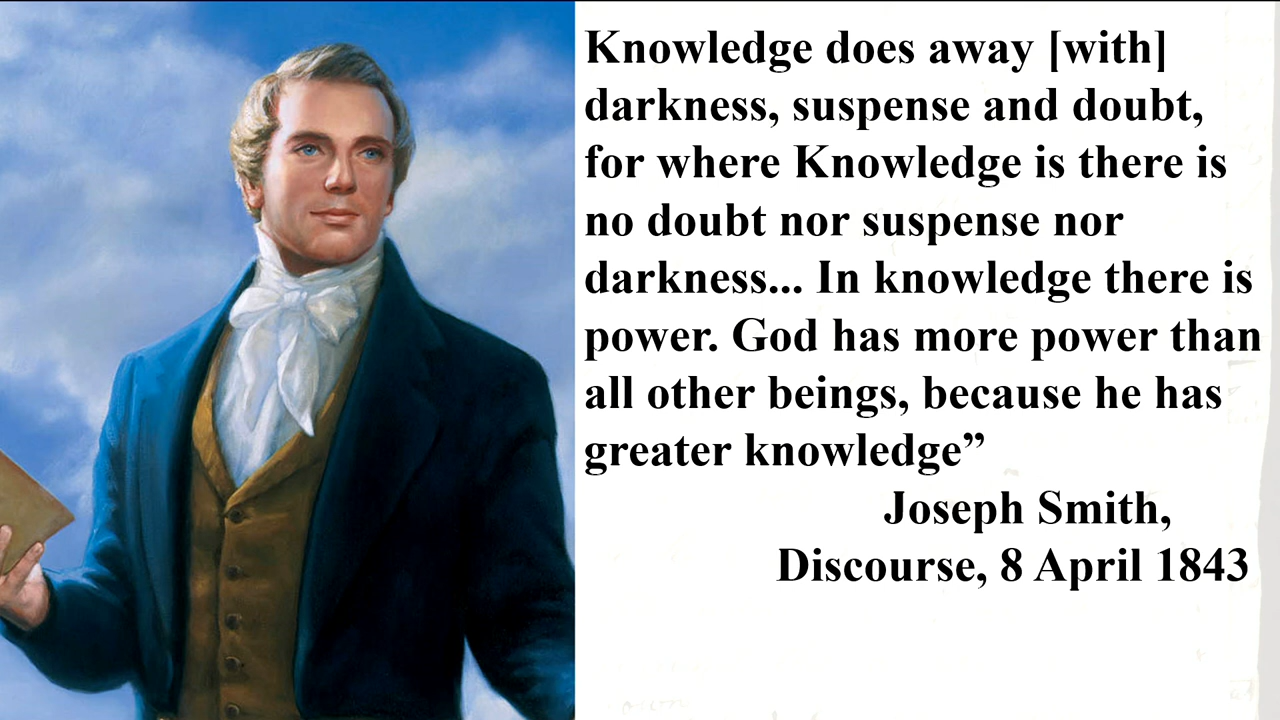 Knowledge does away [with]
darkness, suspense and doubt,
for where Knowledge is there is
no doubt nor suspense nor
darkness... In knowledge there is
power. God has more power than
all other beings, because he has
greater knowledge”
Joseph Smith,
Discourse, 8 April 1843